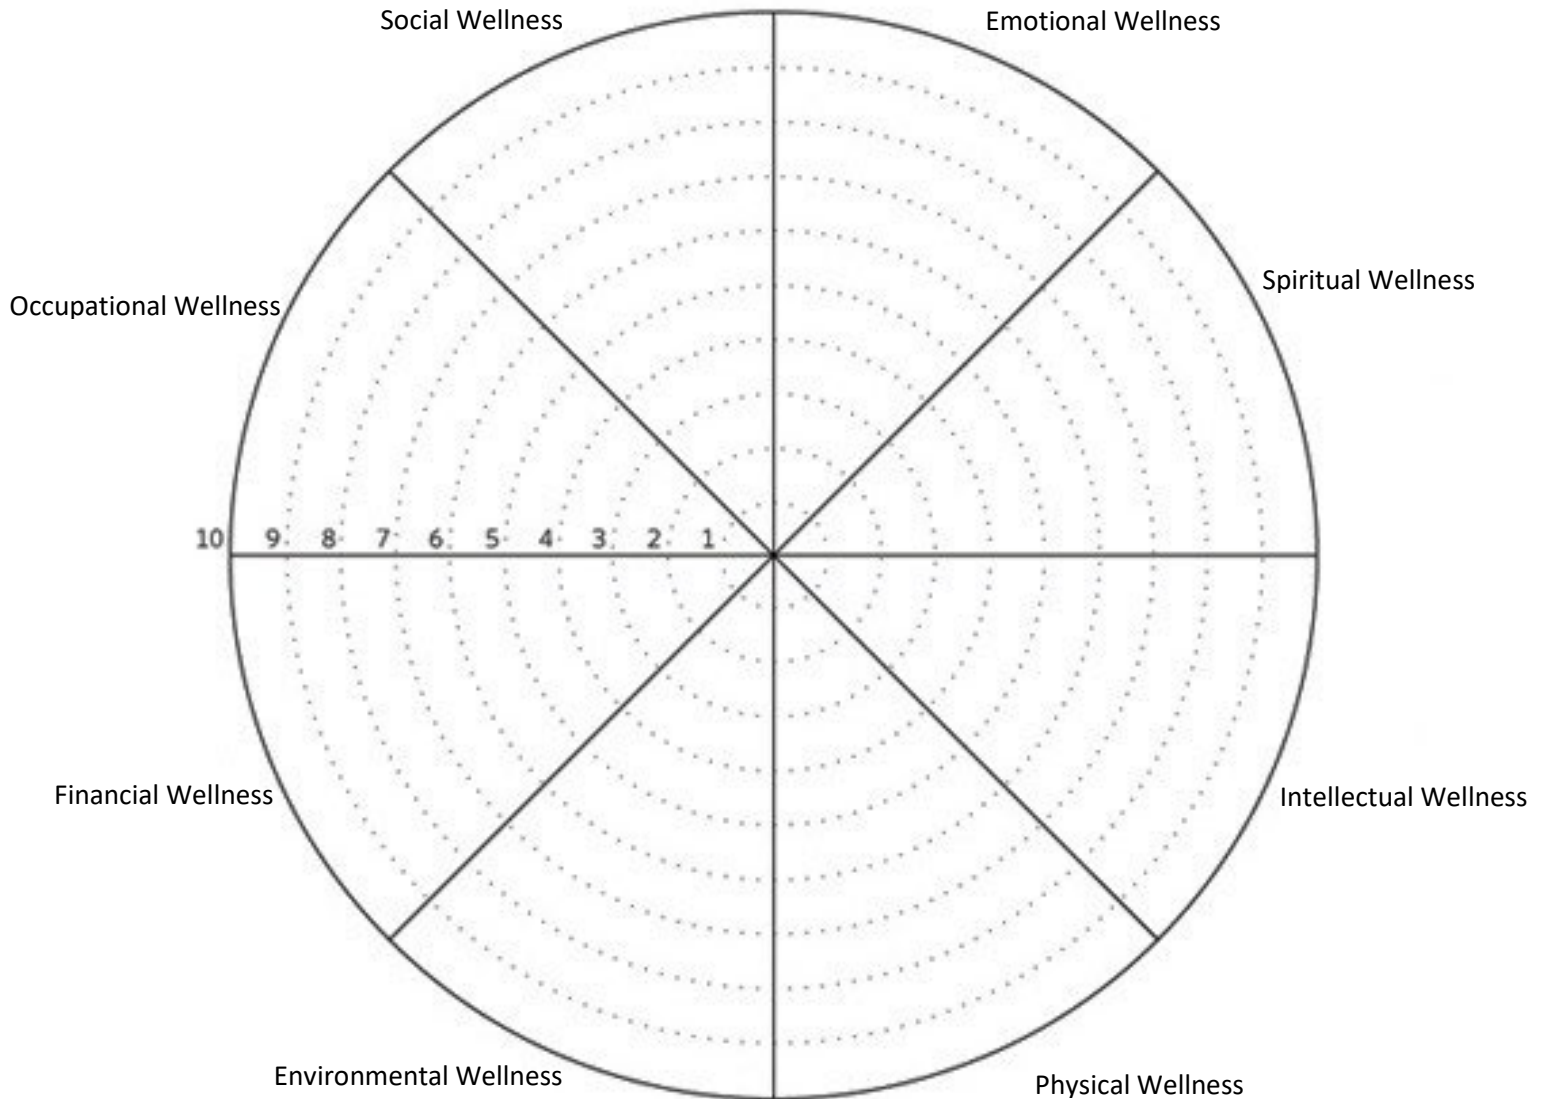 Social Wellness
Emotional Wellness
Spiritual Wellness
Occupational Wellness
10 9 8 7 6 5 4 3 2 1
Financial Wellness
Intellectual Wellness
Environmental Wellness
Physical Wellness